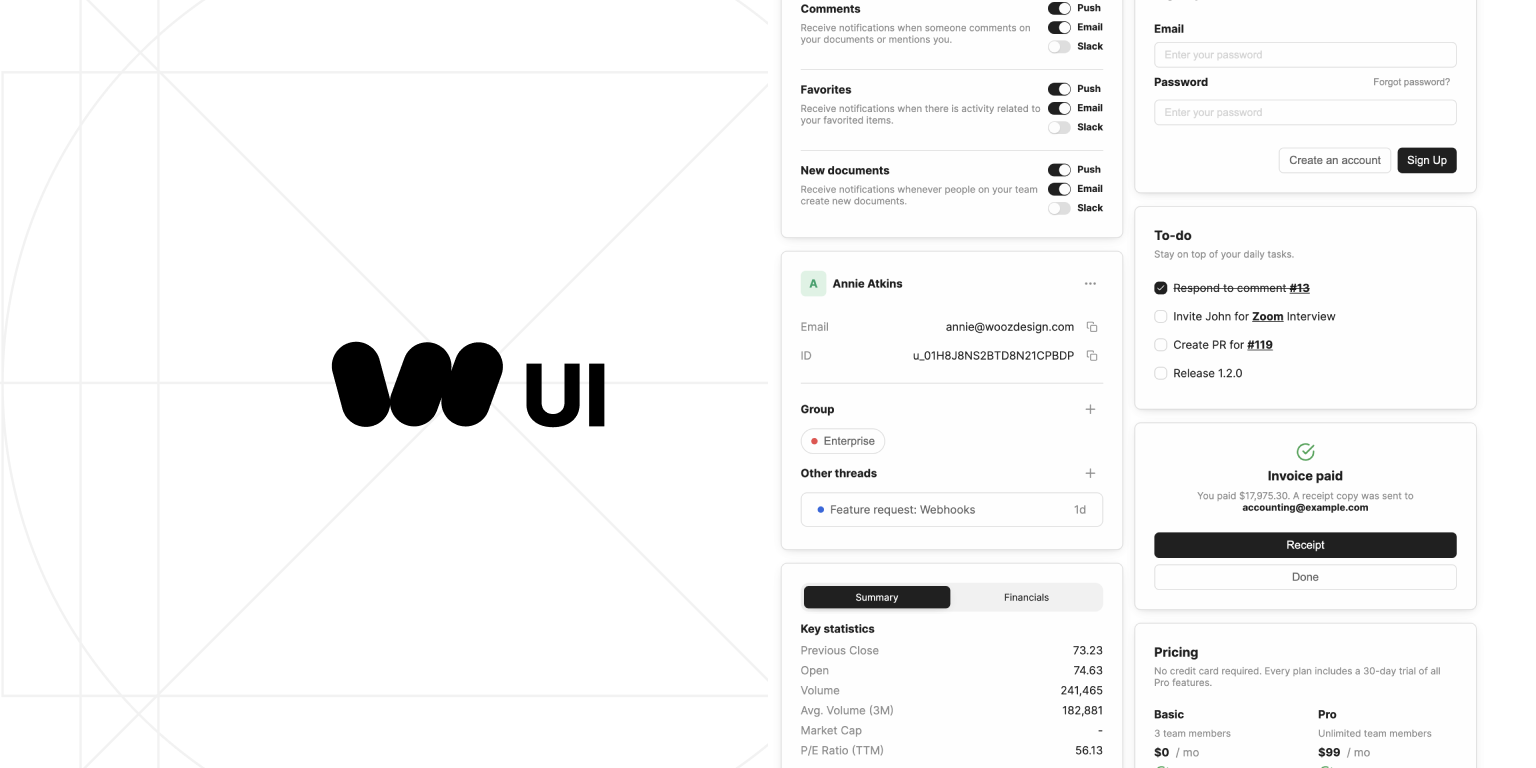 W UI
Comments
Receive notifications when someone comments on
your documents or mentions you.
Push
Email
Slack
Favorites
Receive notifications when there is activity related to
your favorited items.
Push
Email
Slack
New documents
Receive notifications whenever people on your team
create new documents.
Push
Email
Slack
A
Annie Atkins
Email
annie@woozdesign.com
ID
u_01H8J8NS2BTD8N21CPBDP
Group
Enterprise
Other threads
Feature request: Webhooks
1d
Summary
Financials
Key statistics
Previous Close 73.23
Open 74.63
Volume 241,465
Avg. Volume (3M) 182,881
Market Cap -
P/E Ratio (TTM) 56.13
Email
Enter your password
Password
Forgot password?
Enter your password
Create an account
Sign Up
To-do
Stay on top of your daily tasks.
Respond to comment #13
Invite John for Zoom Interview
Create PR for #119
Release 1.2.0
Invoice paid
You paid $17,975.30. A receipt copy was sent to
accounting@example.com
Receipt
Done
Pricing
No credit card required. Every plan includes a 30-day trial of all
Pro features.
Basic
3 team members
$0 / mo
Pro
Unlimited team members
$99 / mo